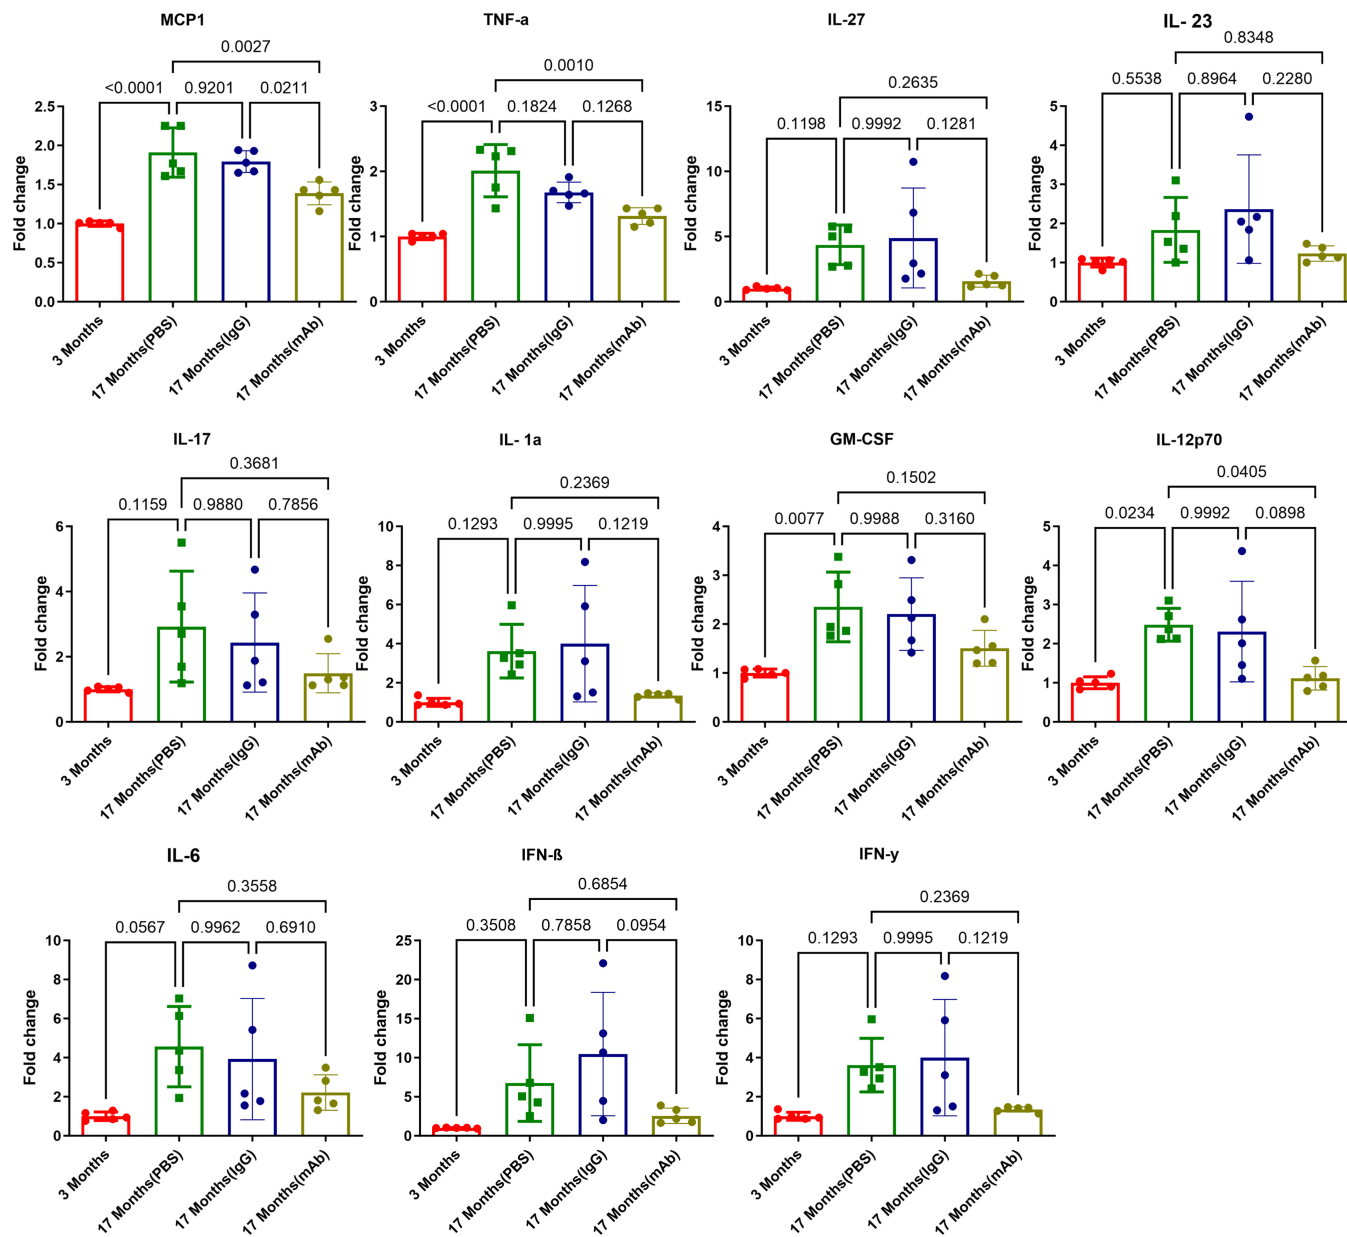 MCP1
0.0027
<0.0001 0.9201 0.0211
2.5
2.0
1.5
1.0
0.5
0.0
Fold change
3 Months
17 Months(PBS)
17 Months(IgG)
17 Months(mAb)
TNF-a
0.0010
<0.0001 0.1824 0.1268
3
2
1
0
Fold change
3 Months
17 Months(PBS)
17 Months(IgG)
17 Months(mAb)
IL-27
0.2635
0.1198 0.9992 0.1281
15
10
5
0
Fold change
3 Months
17 Months(PBS)
17 Months(IgG)
17 Months(mAb)
IL- 23
0.8348
0.5538 0.8964 0.2280
5
4
3
2
1
0
Fold change
3 Months
17 Months(PBS)
17 Months(IgG)
17 Months(mAb)
IL-17
0.3681
0.1159 0.9880 0.7856
6
4
2
0
Fold change
3 Months
17 Months(PBS)
17 Months(IgG)
17 Months(mAb)
IL- 1a
0.2369
0.1293 0.9995 0.1219
10
8
6
4
2
0
Fold change
3 Months
17 Months(PBS)
17 Months(IgG)
17 Months(mAb)
GM-CSF
0.1502
0.0077 0.9988 0.3160
4
3
2
1
0
Fold change
3 Months
17 Months(PBS)
17 Months(IgG)
17 Months(mAb)
IL-12p70
0.0405
0.0234 0.9992 0.0898
5
4
3
2
1
0
Fold change
3 Months
17 Months(PBS)
17 Months(IgG)
17 Months(mAb)
IL-6
0.3558
0.0567 0.9962 0.6910
10
8
6
4
2
0
Fold change
3 Months
17 Months(PBS)
17 Months(IgG)
17 Months(mAb)
IFN-ß
0.6854
0.3508 0.7858 0.0954
25
20
15
10
5
0
Fold change
3 Months
17 Months(PBS)
17 Months(IgG)
17 Months(mAb)
IFN-y
0.2369
0.1293 0.9995 0.1219
10
8
6
4
2
0
Fold change
3 Months
17 Months(PBS)
17 Months(IgG)
17 Months(mAb)